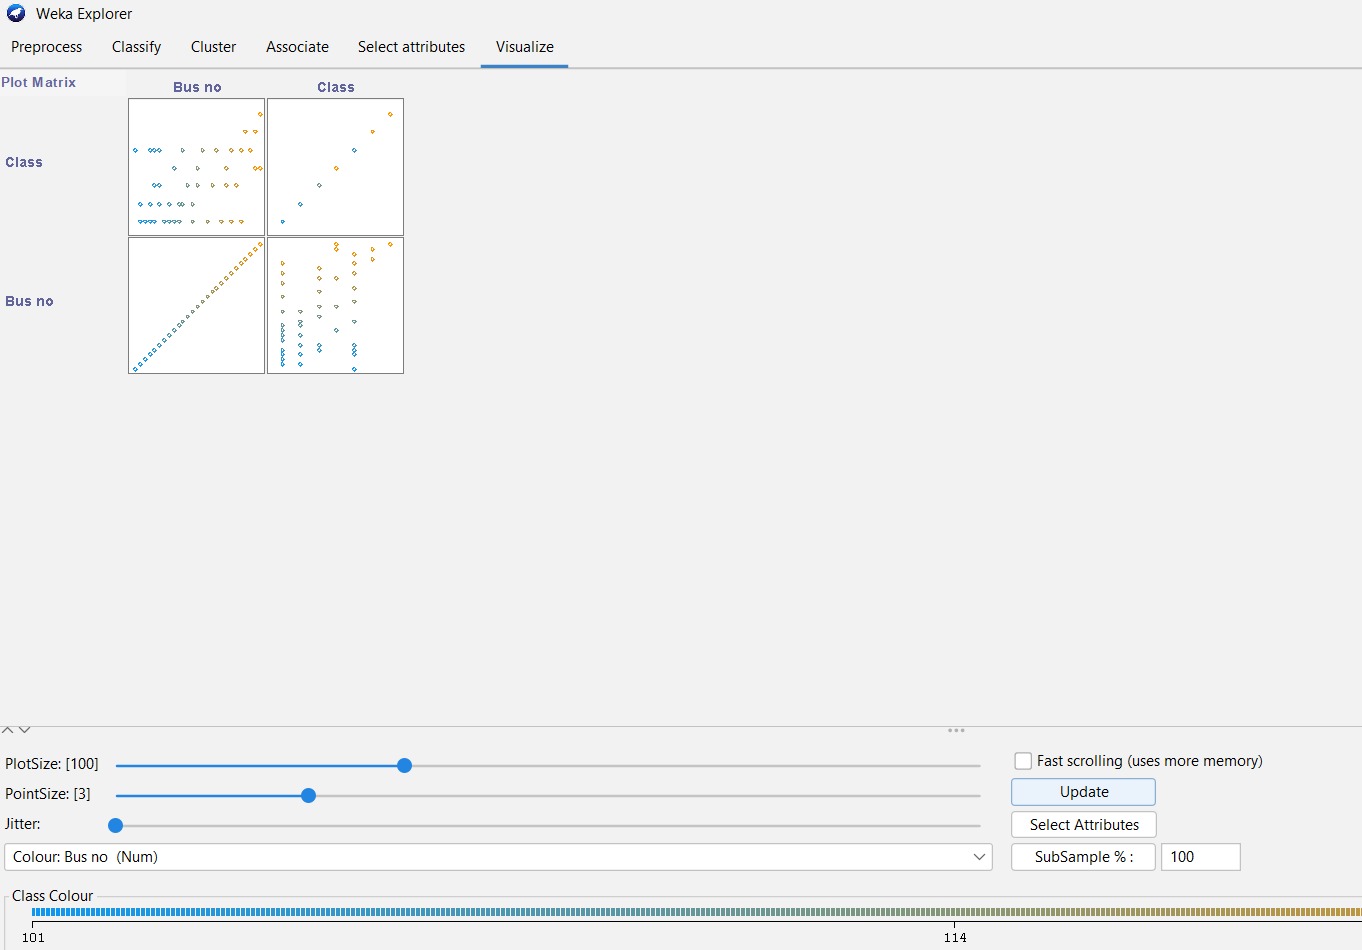 Weka Explorer
Preprocess Classify Cluster Associate Select attributes Visualize
Plot Matrix
Bus no Class
Class
Bus no
PlotSize: [100]
Fast scrolling (uses more memory)
PointSize: [3]
Update
Jitter:
Select Attributes
Colour: Bus no (Num)
SubSample % : 100
Class Colour
101 114